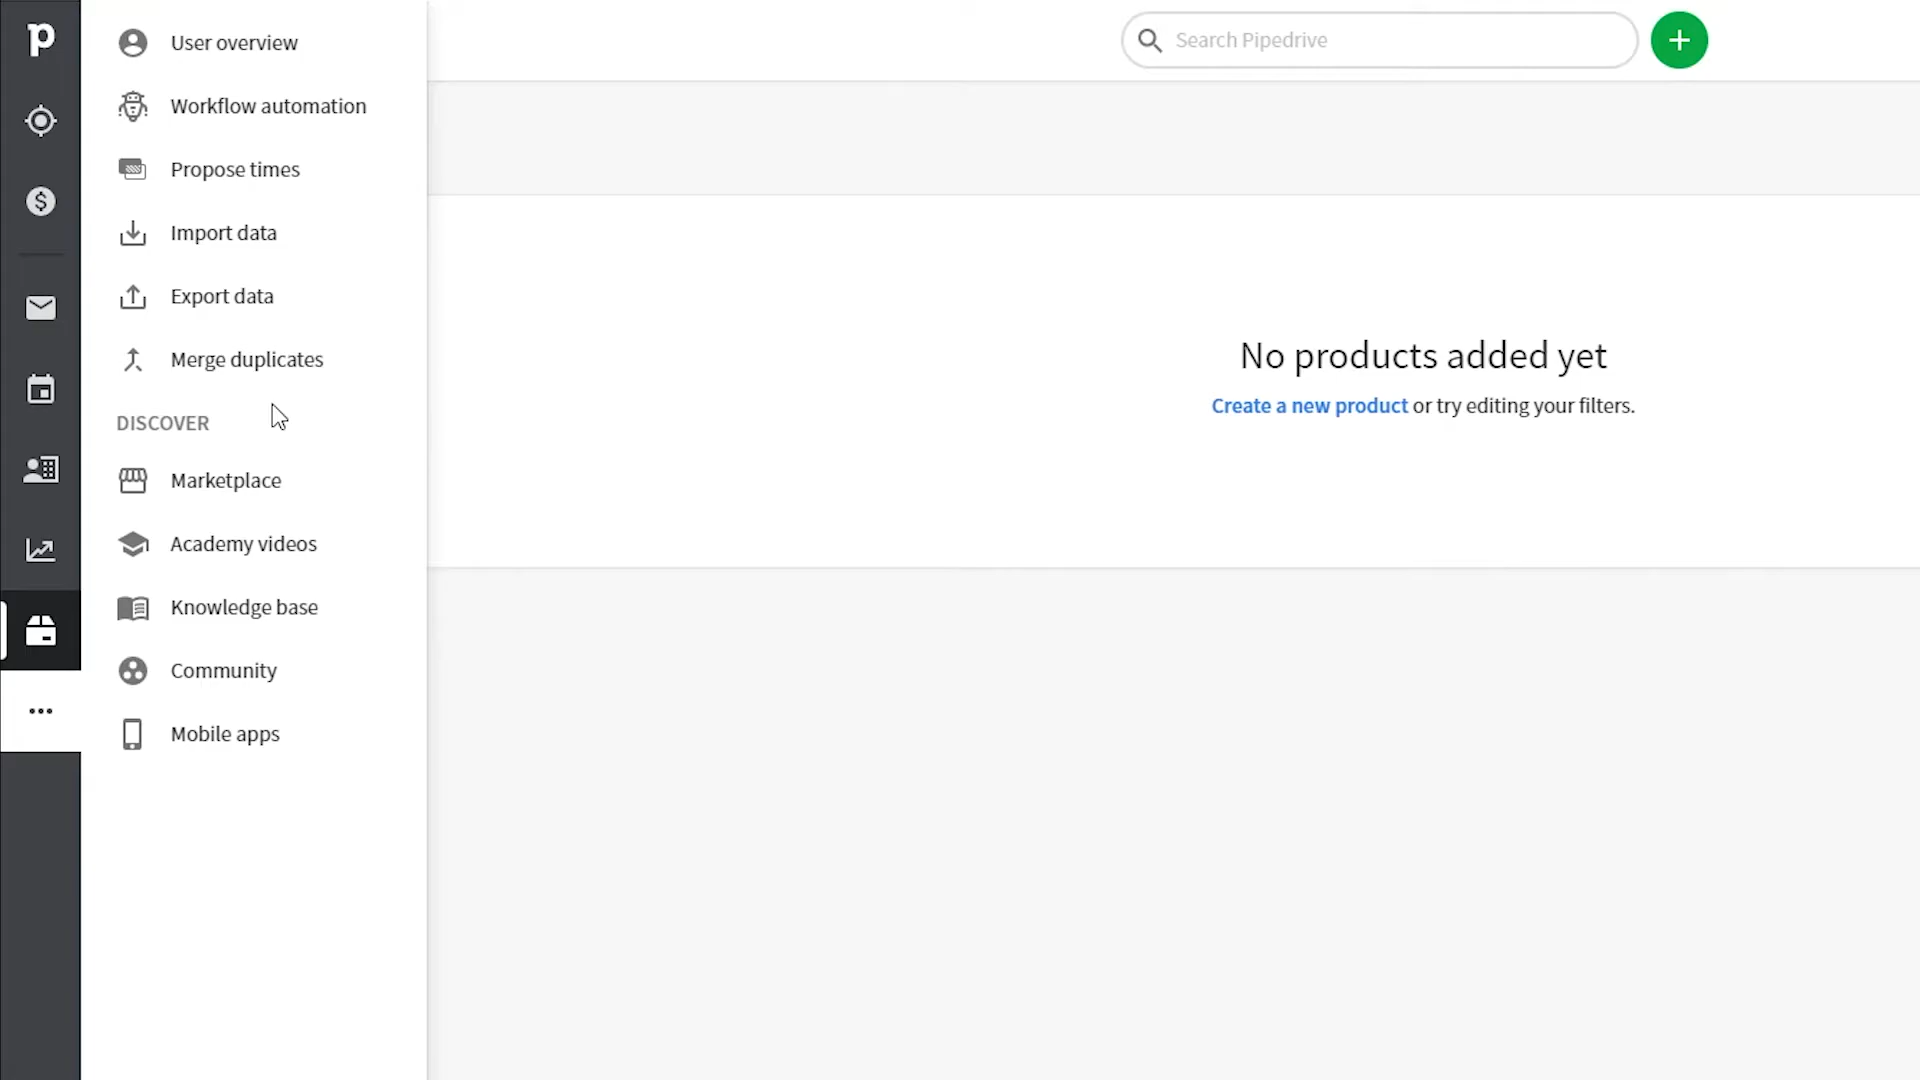 p
User overview
Workflow automation
Propose times
Import data
Export data
Merge duplicates
DISCOVER
Marketplace
Academy videos
Knowledge base
Community
Mobile apps
Search Pipedrive
No products added yet
Create a new product or try editing your filters.